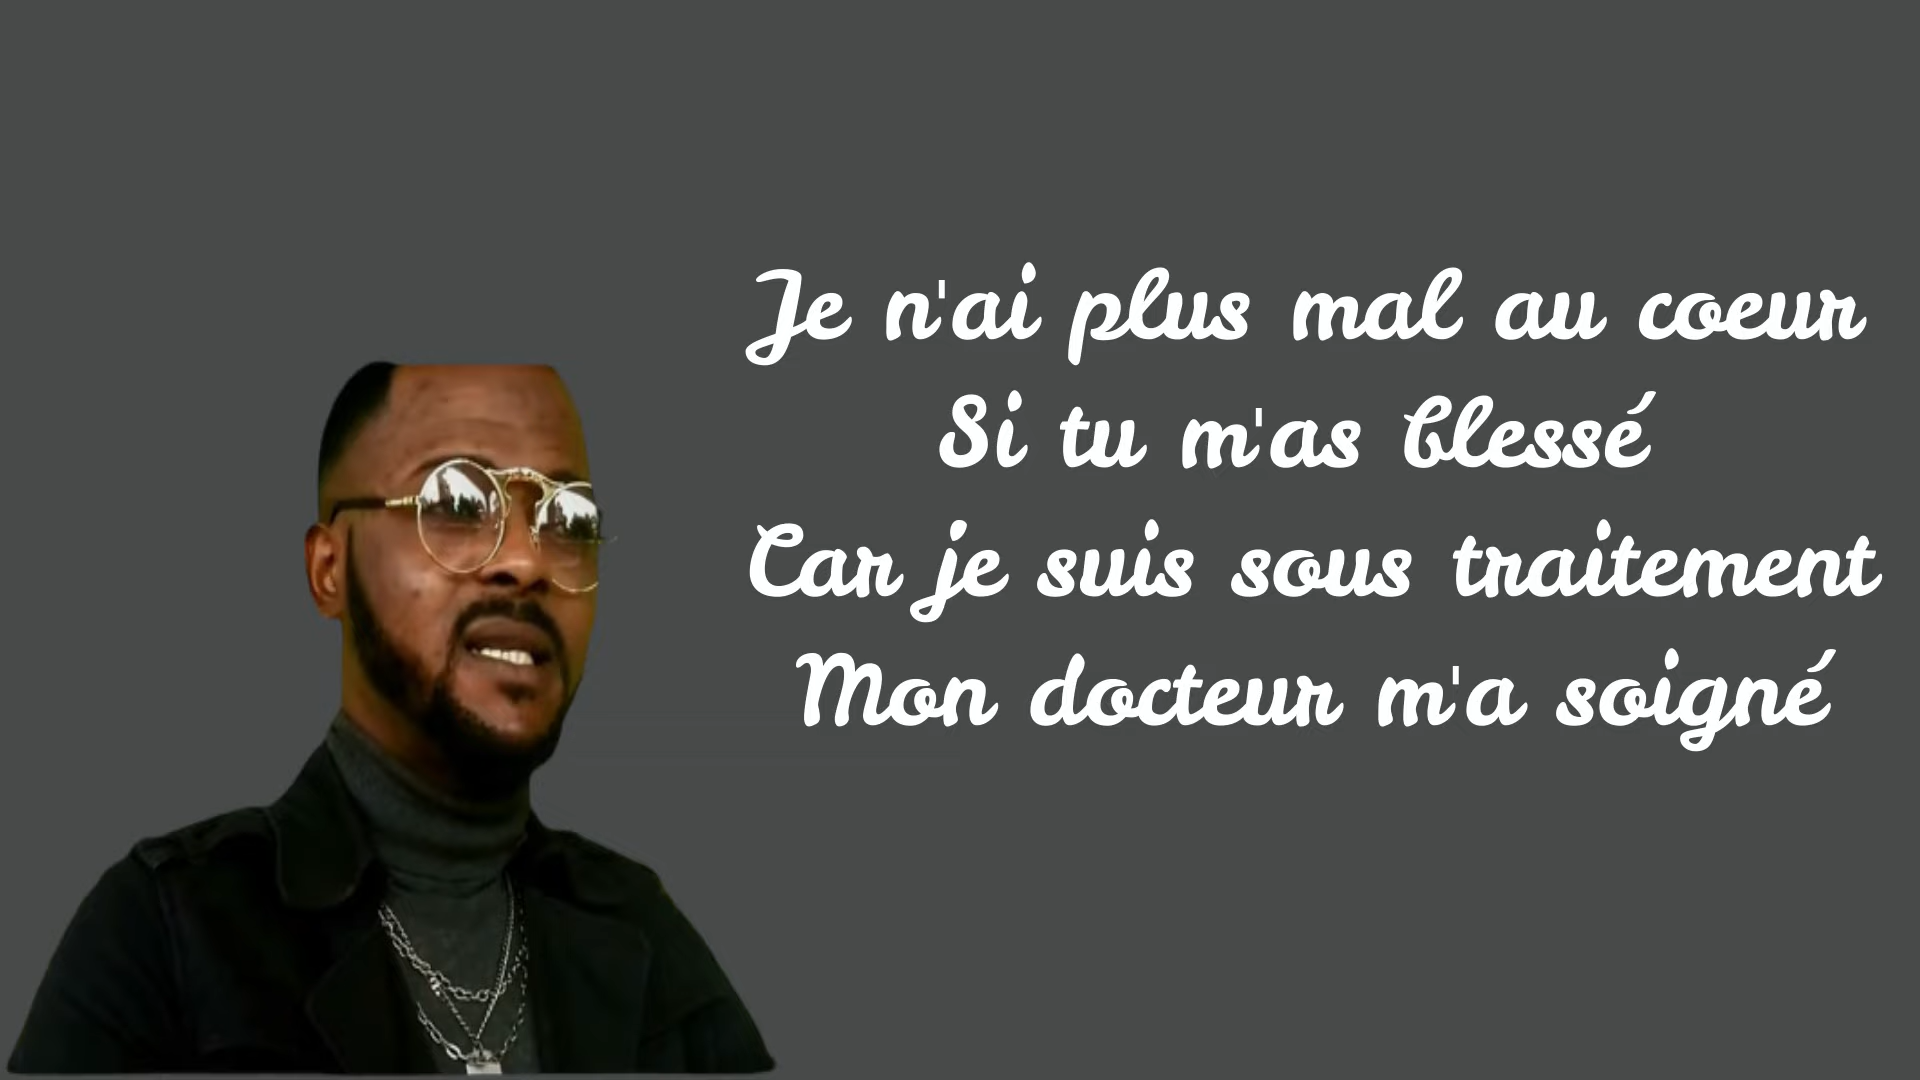 Je n'ai plus mal au coeur
Si tu m'as blessé
Car je suis sous traitement
Mon docteur m'a soigné